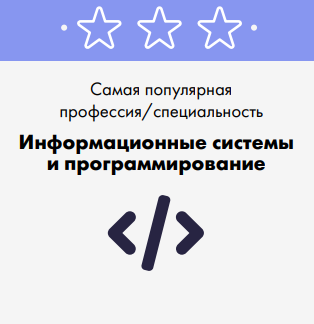 Самая популярная
профессия/специальность
Информационные системы
и программирование
</>